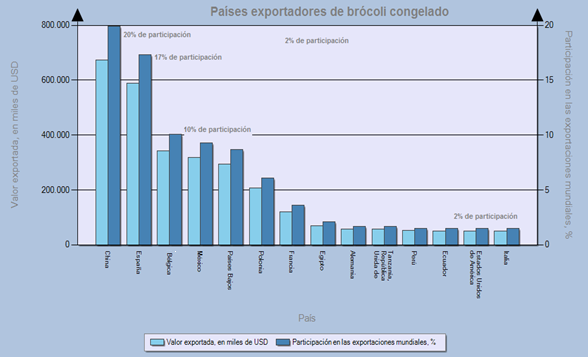 Países exportadores de brócoli congelado
800.000
600.000
400.000
200.000
0
20
15
10
5
0
20% de participación
17% de participación
10% de participación
2% de participación
2% de participación
Valor exportada, en miles de USD
Participación en las exportaciones mundiales, %
China
España
Bélgica
México
Países Bajos
Polonia
Francia
Egipto
Alemania
Tanzania,
República
Unida de
Perú
Ecuador
Estados Unidos
de América
Italia
País
Valor exportada, en miles de USD
Participación en las exportaciones mundiales, %